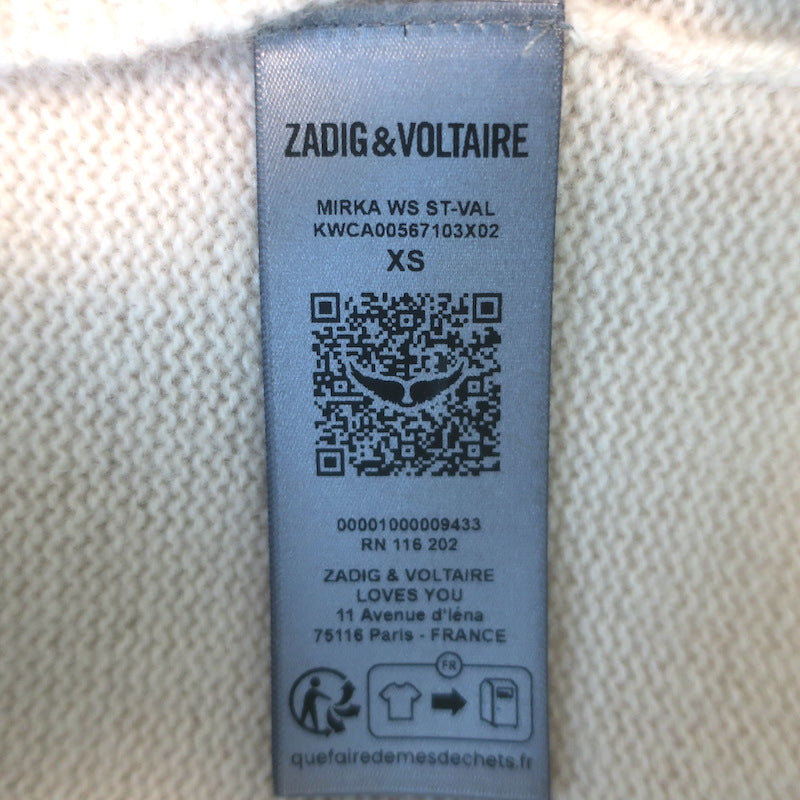 ZADIG&VOLTAIRE
MIRKA WS ST-VAL
KWCA00567103X02
XS
00001000009433
RN 116 202
ZADIG & VOLTAIRE
LOVES YOU
11 Avenue d'Iéna
75116 Paris - FRANCE
FR
quefairedemesdechets.fr